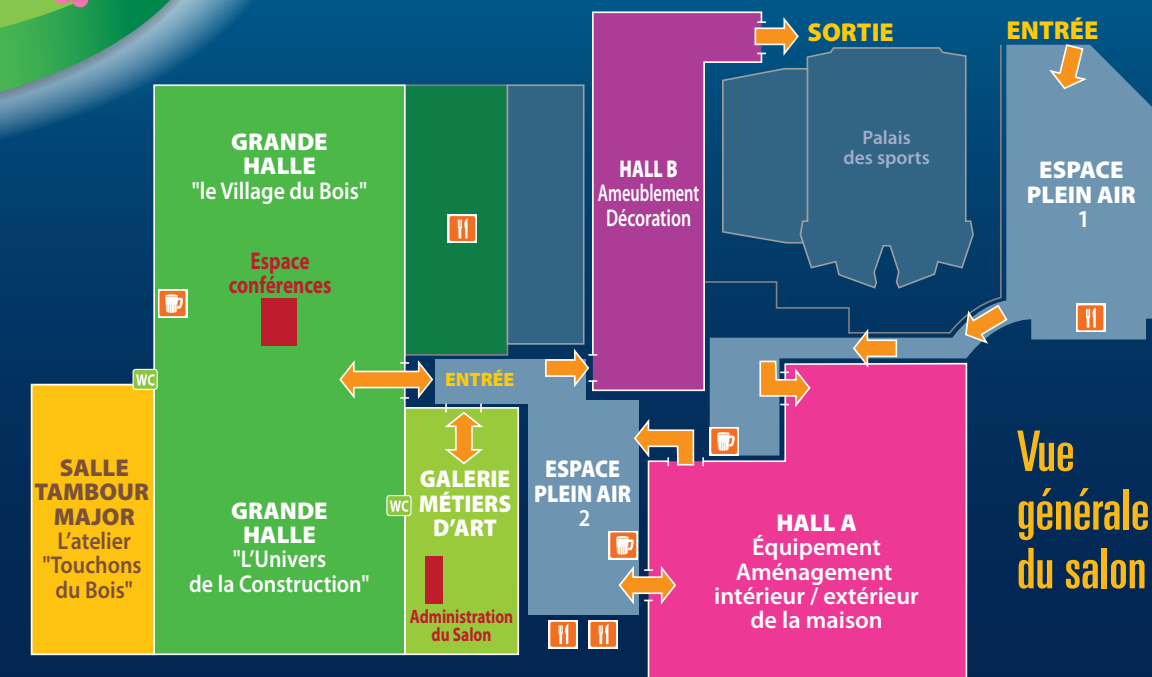 SORTIE
ENTRÉE
GRANDE
HALLE
"le Village du Bois"
Espace
conférences
HALL B
Ameublement
Décoration
Palais
des sports
ESPACE
PLEIN AIR
1
WC
ENTRÉE
SALLE
TAMBOUR
MAJOR
L'atelier
"Touchons
du Bois"
GRANDE
HALLE
"L'Univers
de la Construction"
WC
GALERIE
MÉTIERS
D'ART
Administration
du Salon
ESPACE
PLEIN AIR
2
HALL A
Équipement
Aménagement
intérieur / extérieur
de la maison
Vue
générale
du salon